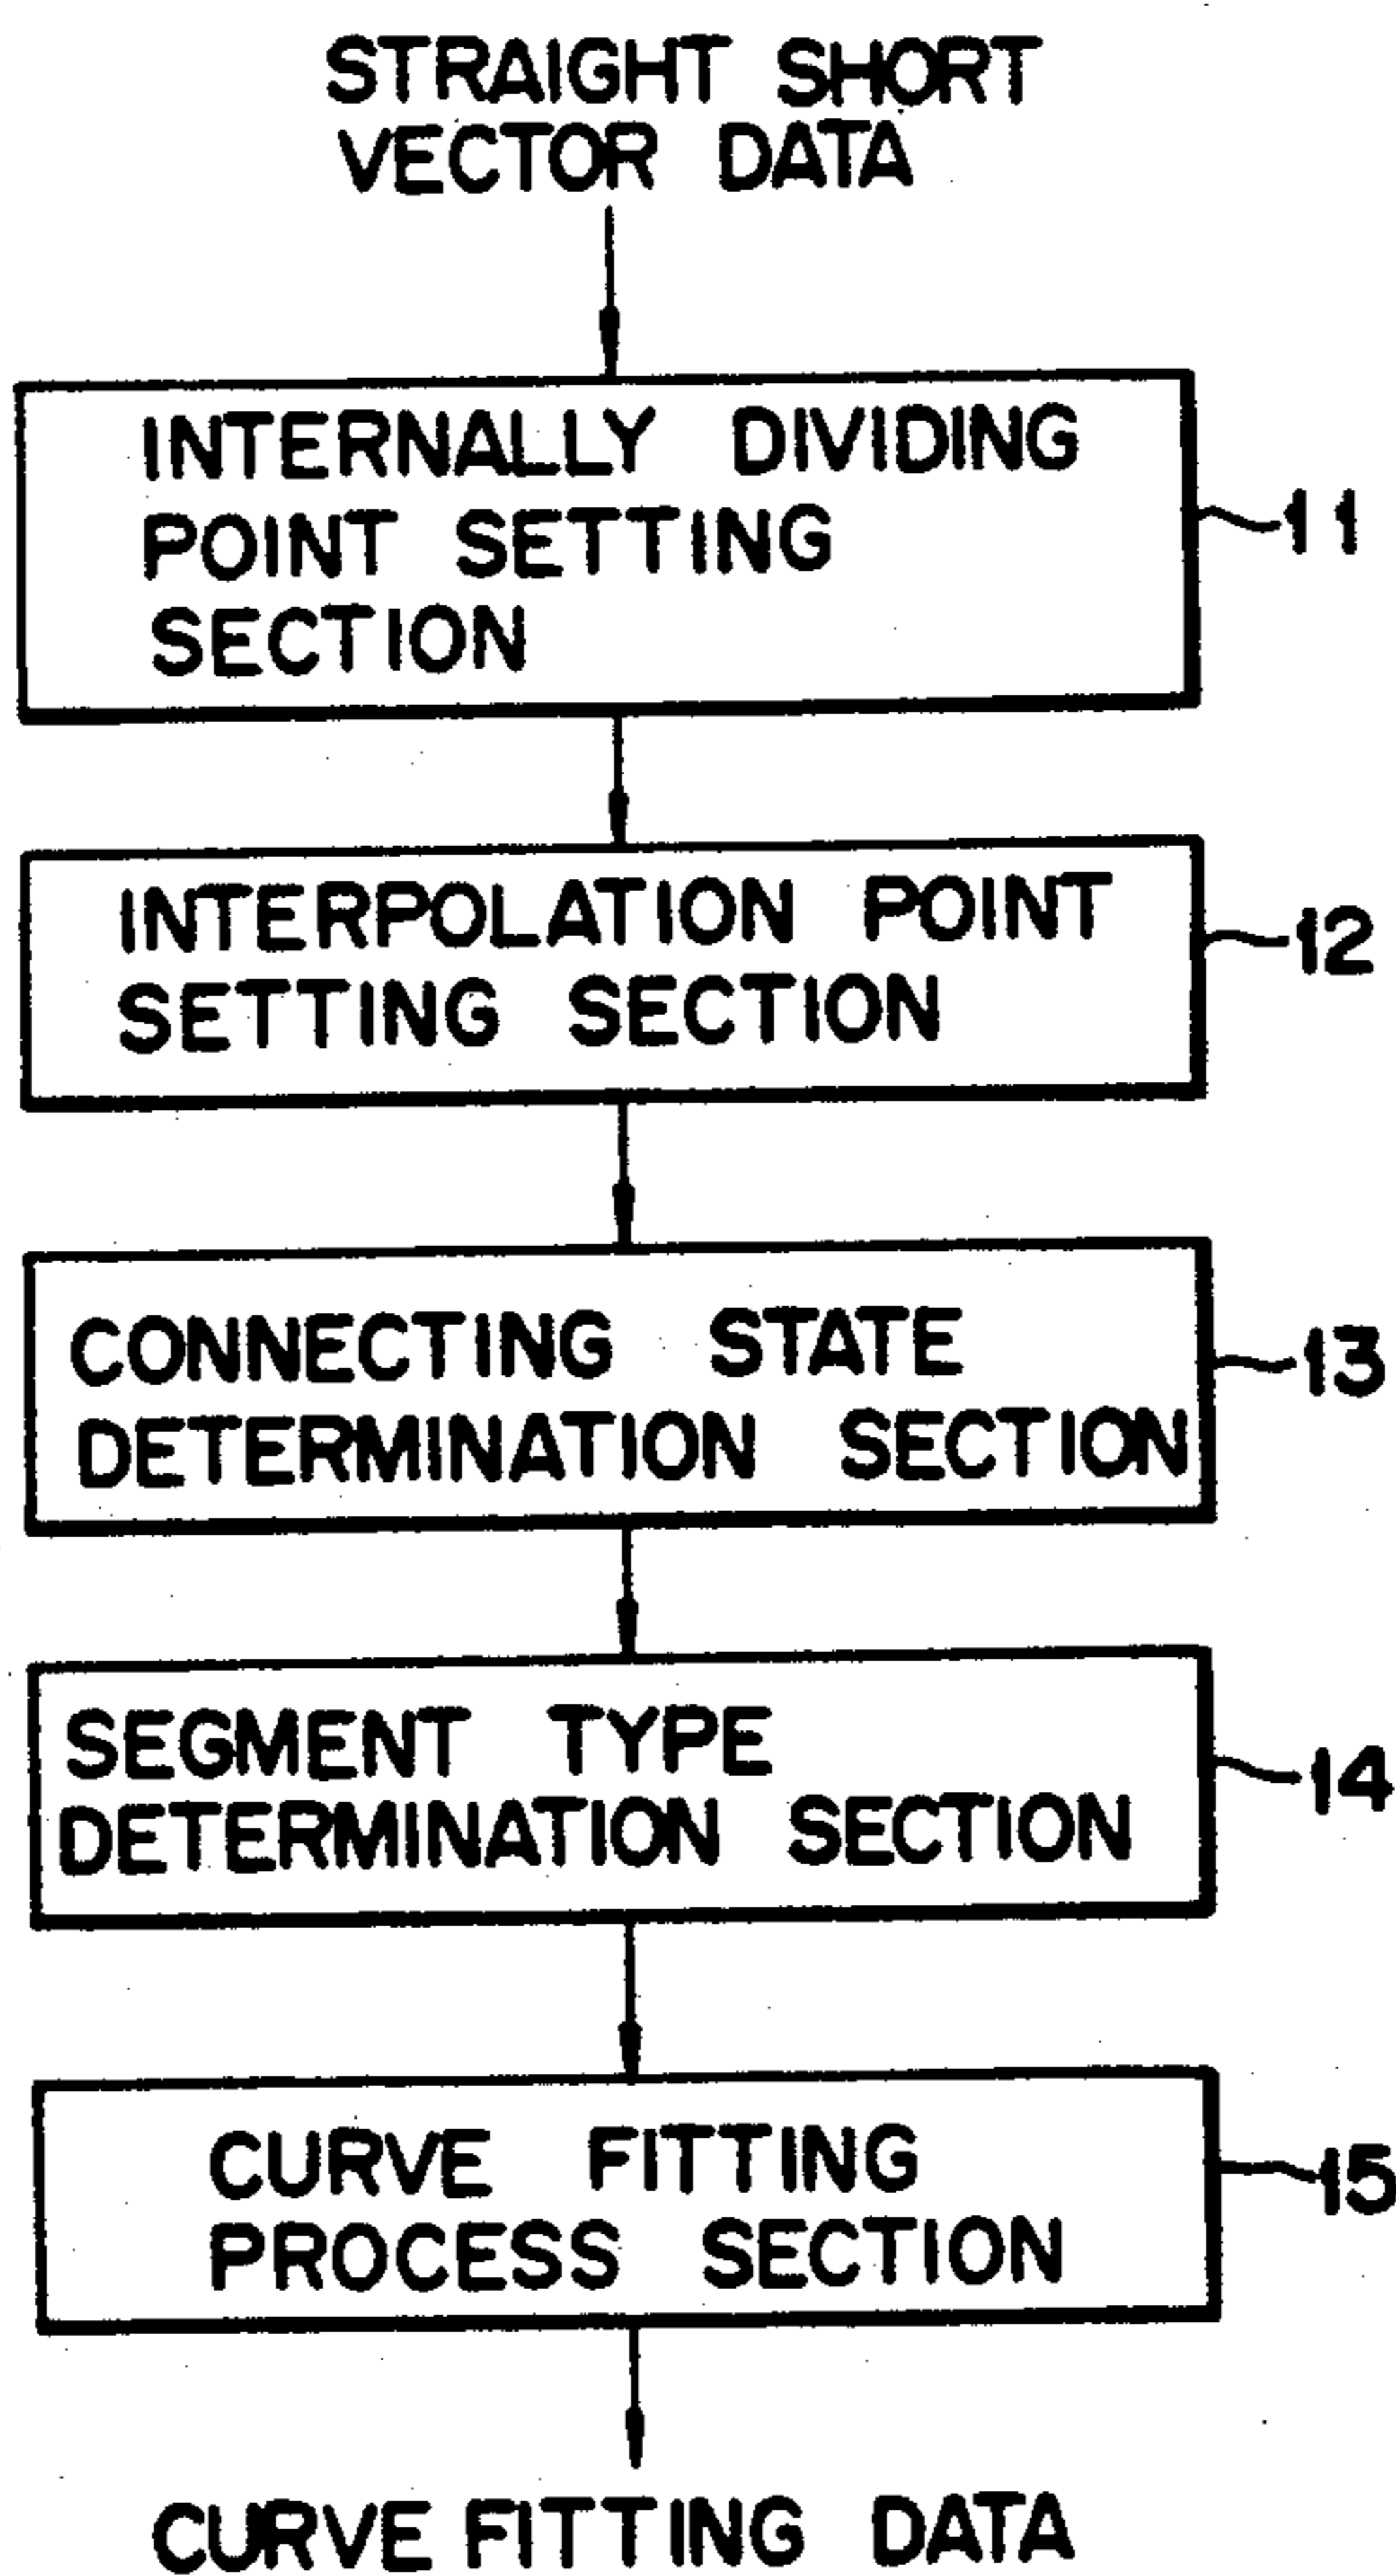 STRAIGHT SHORT
VECTOR DATA
INTERNALLY DIVIDING
POINT SETTING
SECTION
11
INTERPOLATION POINT
SETTING SECTION
12
CONNECTING STATE
DETERMINATION SECTION
13
SEGMENT TYPE
DETERMINATION SECTION
14
CURVE FITTING
PROCESS SECTION
15
CURVE FITTING DATA